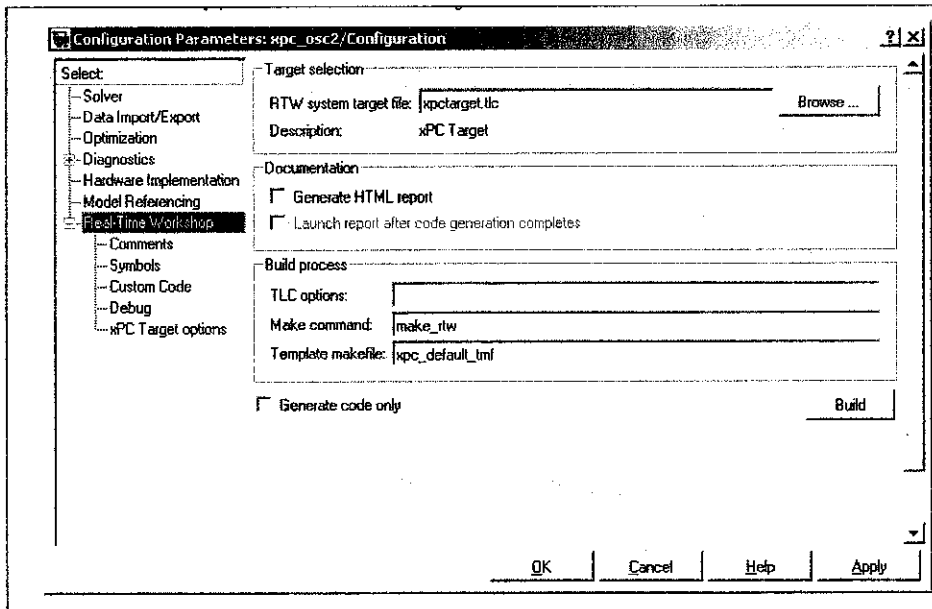 Configuration Parameters: xpc_osc2/Configuration
Select:
Solver
Data Import/Export
Optimization
Diagnostics
Hardware Implementation
Model Referencing
Real-Time Workshop
Comments
Symbols
Custom Code
Debug
xPC Target options
Target selection
RTW system target file: xpctarget.tlc Browse ...
Description: xPC Target
Documentation
Generate HTML report
Launch report after code generation completes
Build process
TLC options:
Make command: make_rtw
Template makefile: xpc_default_tmf
Generate code only Build
OK Cancel Help Apply